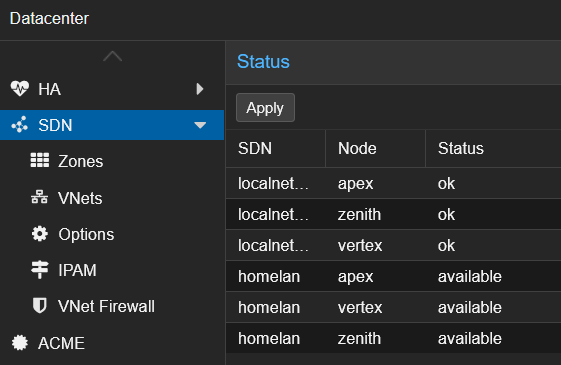 Datacenter
HA
SDN
Zones
VNets
Options
IPAM
VNet Firewall
ACME
Status
Apply
SDN Node Status
localnet… apex ok
localnet… zenith ok
localnet… vertex ok
homelan apex available
homelan vertex available
homelan zenith available